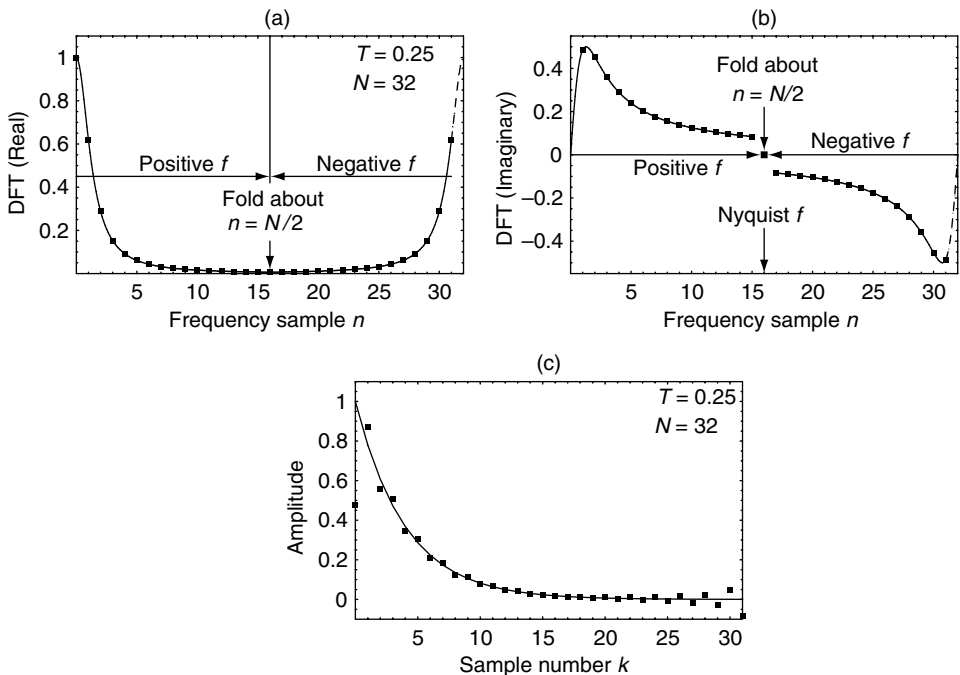 (a)
T = 0.25
N = 32
DFT (Real)
1
0.8
0.6
0.4
0.2
Positive f
Negative f
Fold about
n = N/2
5
10
15
20
25
30
Frequency sample n
(b)
DFT (Imaginary)
0.4
0.2
0
−0.2
−0.4
Fold about
n = N/2
Positive f
Negative f
Nyquist f
5
10
15
20
25
30
Frequency sample n
(c)
T = 0.25
N = 32
Amplitude
1
0.8
0.6
0.4
0.2
0
5
10
15
20
25
30
Sample number k